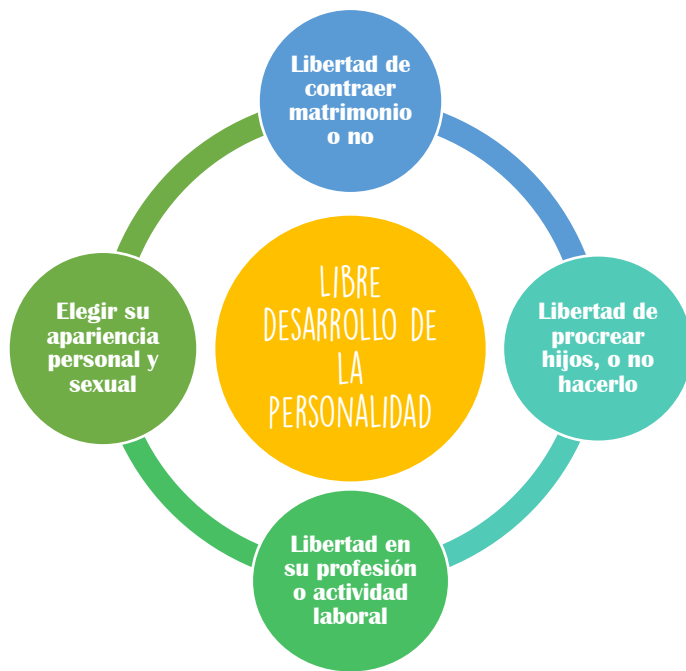 Libertad de
contraer
matrimonio
o no
LIBRE
DESARROLLO DE
LA
PERSONALIDAD
Elegir su
apariencia
personal y
sexual
Libertad de
procrear
hijos, o no
hacerlo
Libertad en
su profesión
o actividad
laboral